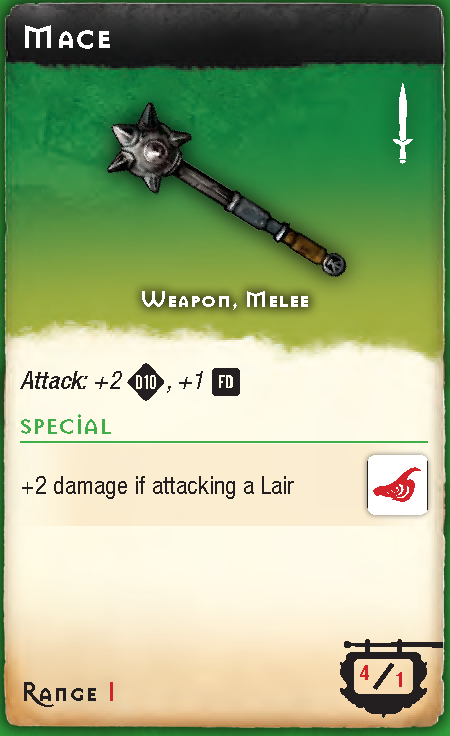 Mace
Weapon, Melee
Attack: +2 D10, +1 FD
SPECIAL
+2 damage if attacking a Lair
Range 1
4/1